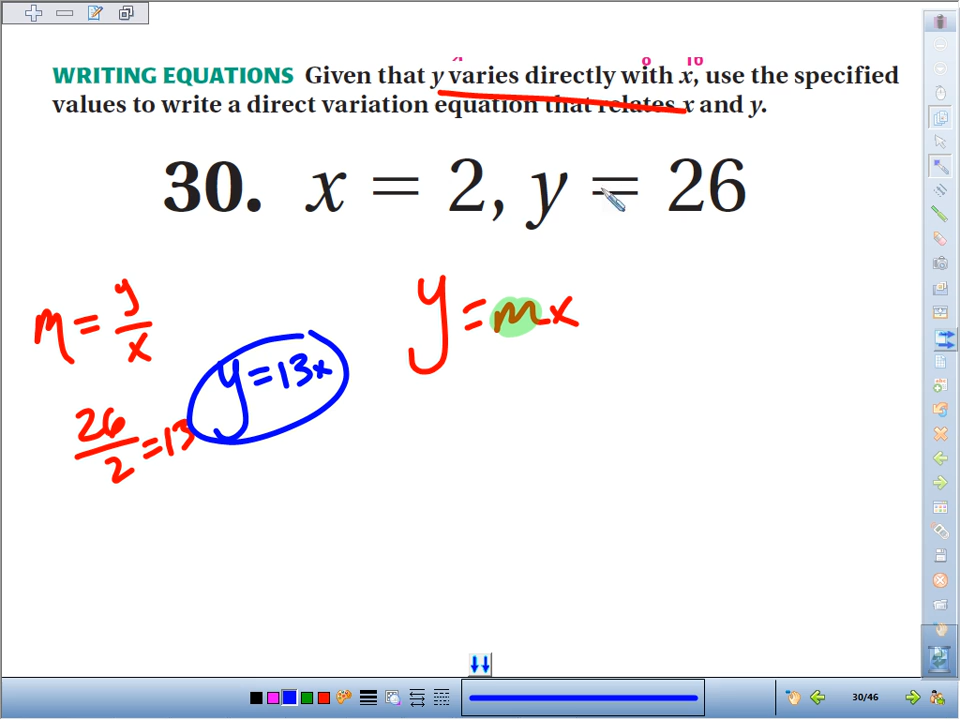 WRITING EQUATIONS Given that y varies directly with x, use the specified
values to write a direct variation equation that relates x and y.
30. x = 2, y = 26
m = y/x
y = mx
y = 13x
26/2 = 13
30/46